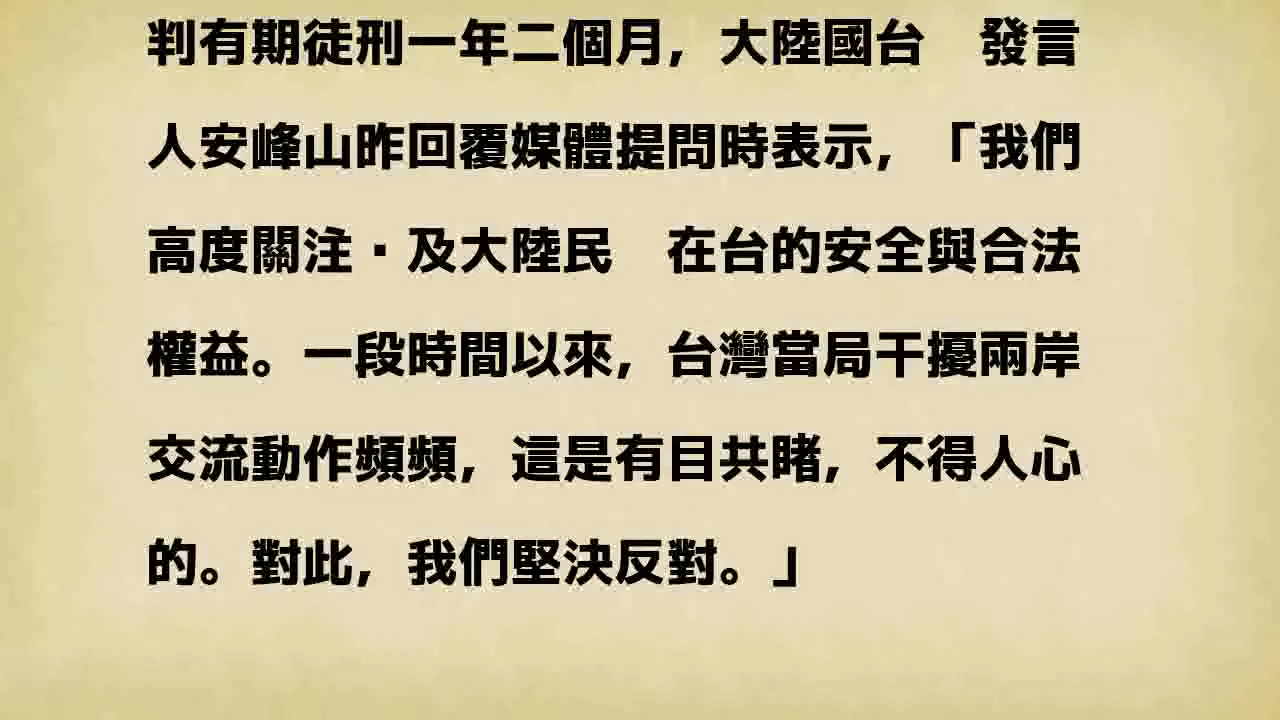 判有期徒刑一年二個月，大陸國台　發言
人安峰山昨回覆媒體提問時表示，「我們
高度關注·及大陸民　在台的安全與合法
權益。一段時間以來，台灣當局干擾兩岸
交流動作頻頻，這是有目共睹，不得人心
的。對此，我們堅決反對。」